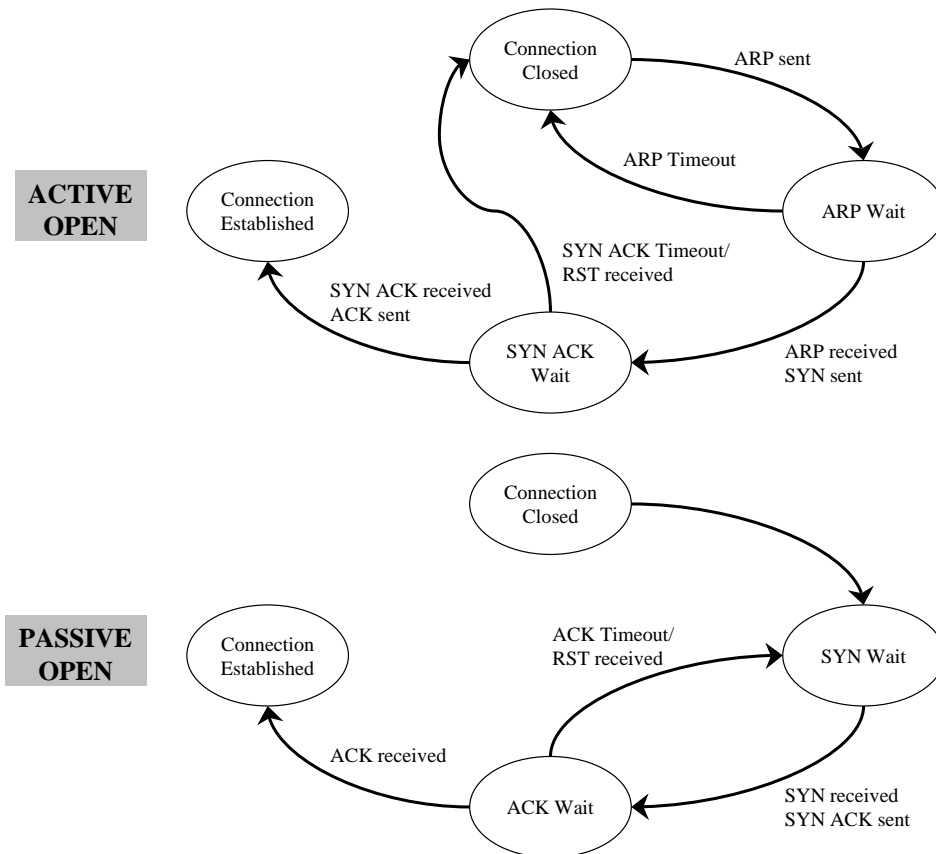 Connection
Closed
ARP sent
ARP Timeout
ACTIVE
OPEN
Connection
Established
ARP Wait
SYN ACK Timeout/
RST received
SYN ACK received
ACK sent
SYN ACK
Wait
ARP received
SYN sent
Connection
Closed
PASSIVE
OPEN
Connection
Established
ACK Timeout/
RST received
SYN Wait
ACK received
ACK Wait
SYN received
SYN ACK sent